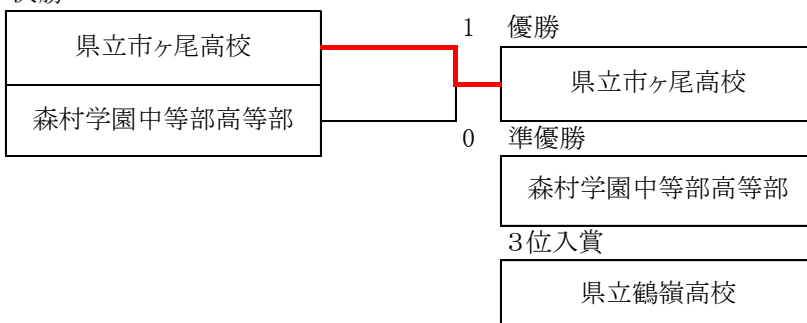 県立市ヶ尾高校
森村学園中等部高等部
1
0
優勝
県立市ヶ尾高校
準優勝
森村学園中等部高等部
３位入賞
県立鶴嶺高校